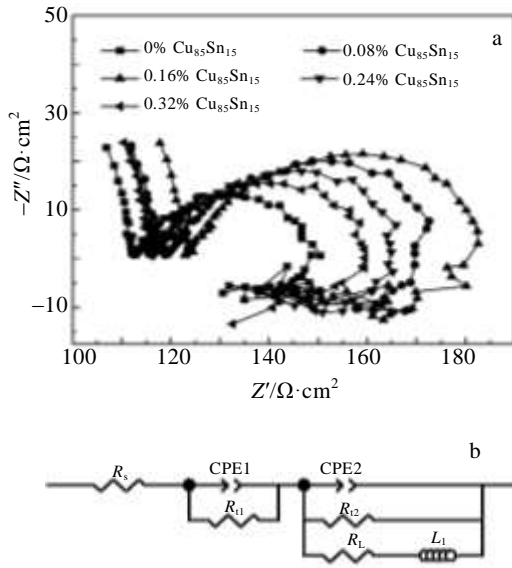 50
a
0% Cu₈₅Sn₁₅
0.08% Cu₈₅Sn₁₅
0.16% Cu₈₅Sn₁₅
0.24% Cu₈₅Sn₁₅
0.32% Cu₈₅Sn₁₅
50
10
−10
−Z″/Ω·cm²
100 120 140 160 180
Z′/Ω·cm²
b
Rs CPE1 CPE2
Rt1 Rt2
RL L1